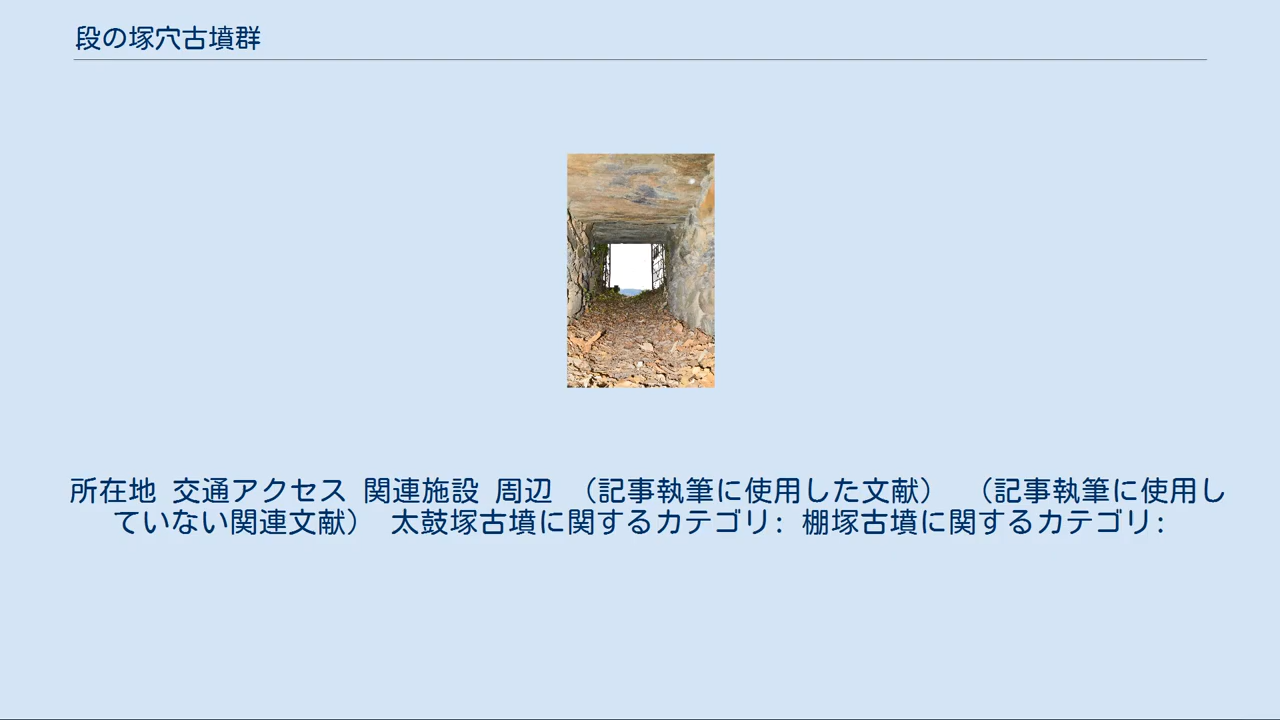 段の塚穴古墳群
所在地 交通アクセス 関連施設 周辺 （記事執筆に使用した文献） （記事執筆に使用し
ていない関連文献） 太鼓塚古墳に関するカテゴリ: 棚塚古墳に関するカテゴリ: